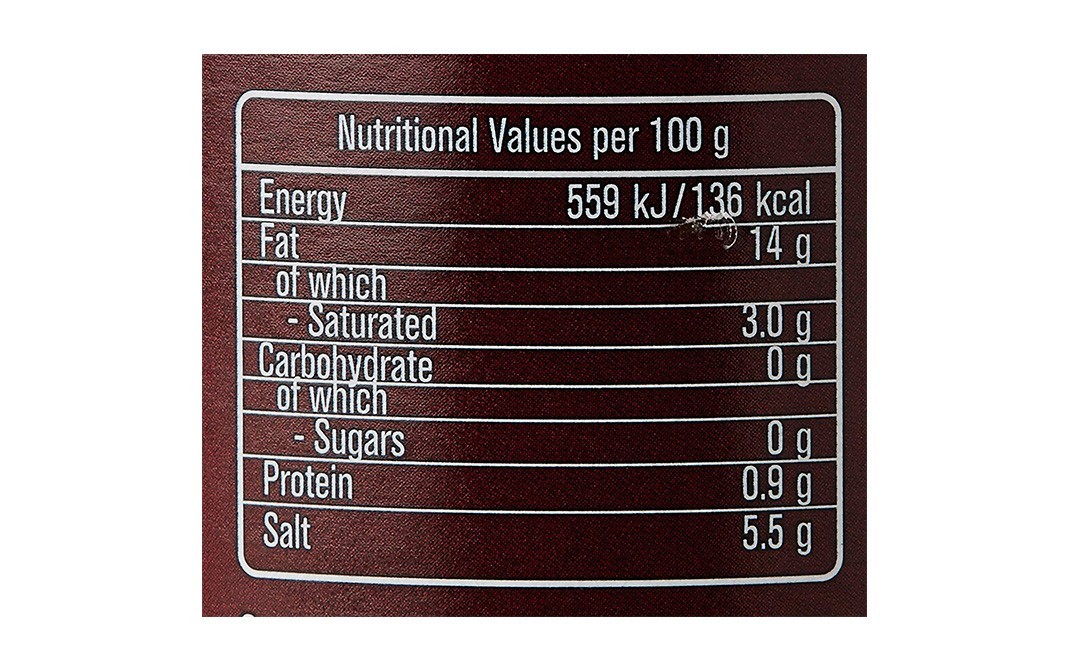 Nutritional Values per 100 g
Energy 559 kJ/136 kcal
Fat 14 g
of which
- Saturated 3.0 g
Carbohydrate 0 g
of which
- Sugars 0 g
Protein 0.9 g
Salt 5.5 g